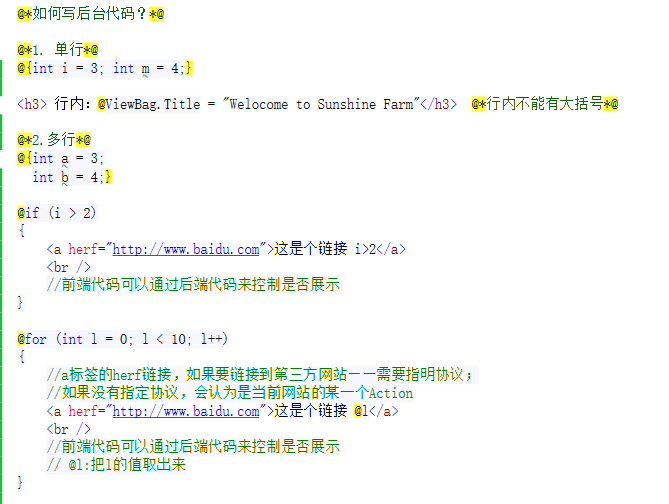 @*如何写后台代码？*@
@*1. 单行*@
@{int i = 3; int m = 4;}
<h3> 行内：@ViewBag.Title = "Welocome to Sunshine Farm"</h3>  @*行内不能有大括号*@
@*2.多行*@
@{int a = 3;
  int b = 4;}
@if (i > 2)
{
    <a herf="http://www.baidu.com">这是个链接 i>2</a>
    <br />
    //前端代码可以通过后端代码来控制是否展示
}
@for (int l = 0; l < 10; l++)
{
    //a标签的herf链接，如果要链接到第三方网站——需要指明协议；
    //如果没有指定协议，会认为是当前网站的某一个Action
    <a herf="http://www.baidu.com">这是个链接 @l</a>
    <br />
    //前端代码可以通过后端代码来控制是否展示
    // @l:把l的值取出来
}